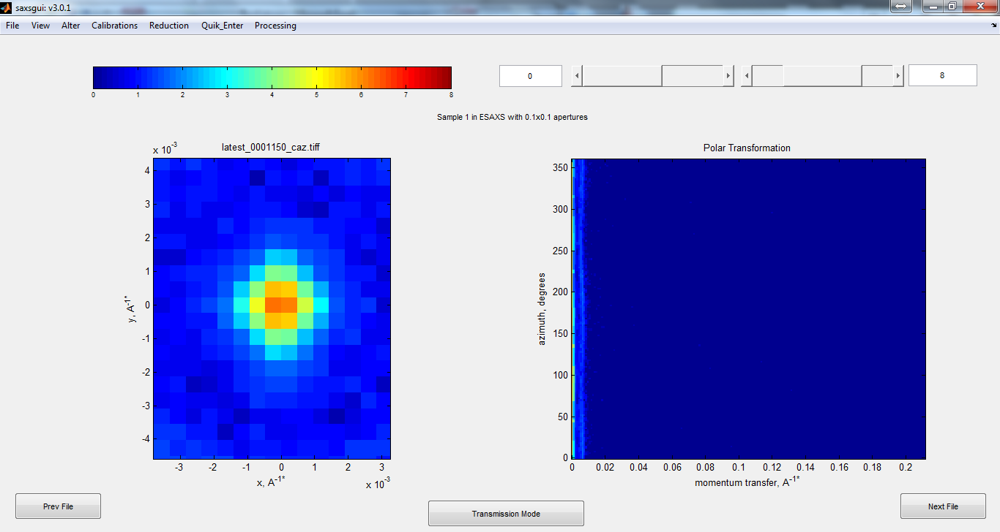 saxsgui: v3.0.1
File View Alter Calibrations Reduction Quik_Enter Processing
0 1 2 3 4 5 6 7 8
0
8
Sample 1 in ESAXS with 0.1x0.1 apertures
x 10-3
latest_0001150_caz.tiff
4
3
2
1
0
-1
-2
-3
-4
y, A-1*
-3 -2 -1 0 1 2 3
x, A-1*
x 10-3
Polar Transformation
350
300
250
200
150
100
50
0
azimuth, degrees
0 0.02 0.04 0.06 0.08 0.1 0.12 0.14 0.16 0.18 0.2
momentum transfer, A-1*
Prev File
Transmission Mode
Next File